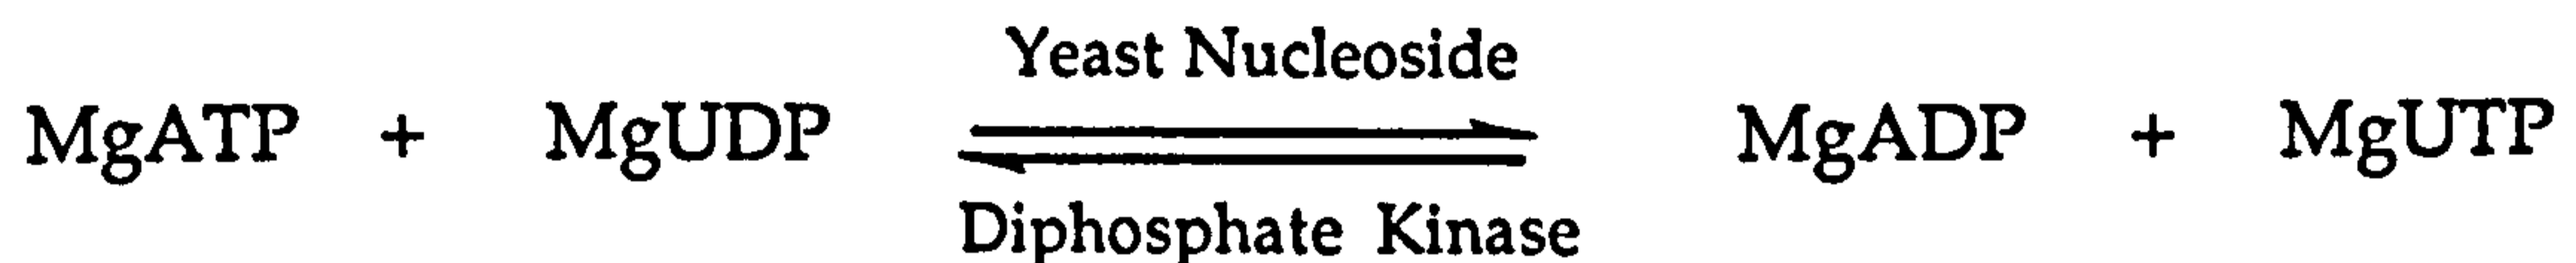 Yeast Nucleoside
MgATP + MgUDP ⇌ MgADP + MgUTP
Diphosphate Kinase